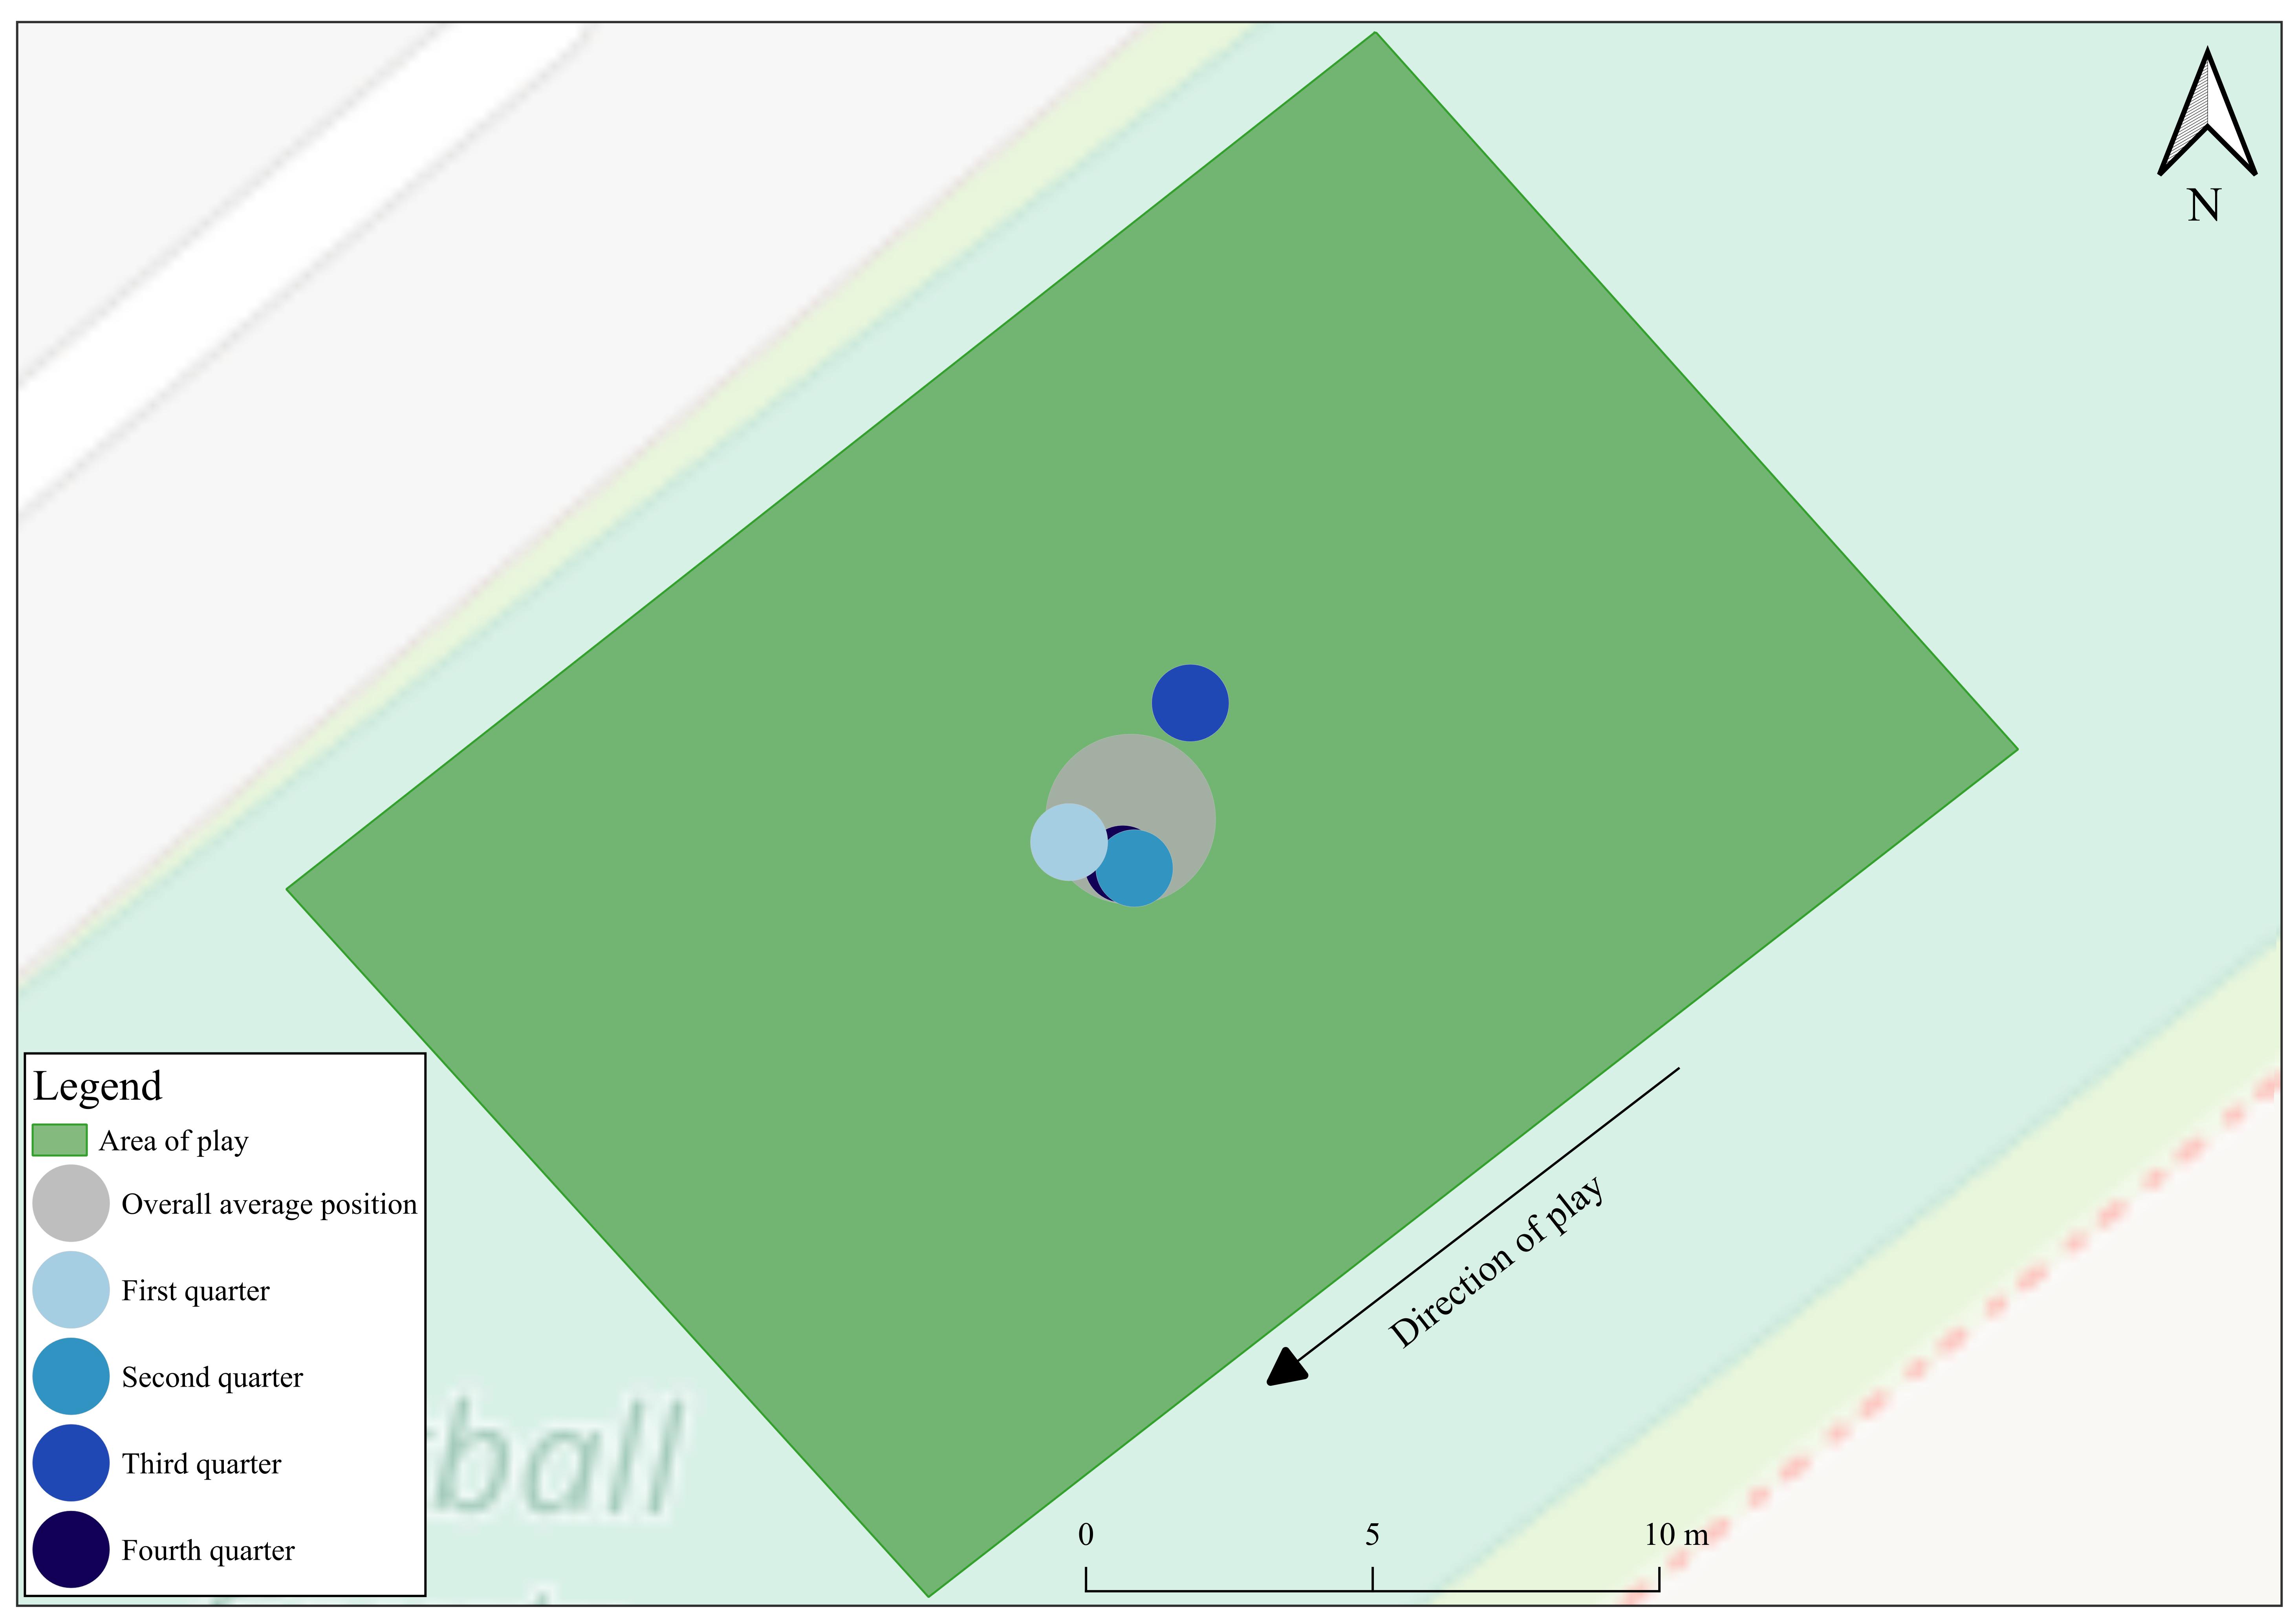 N
Legend
Area of play
Overall average position
First quarter
Second quarter
Third quarter
Fourth quarter
Direction of play
ball
0 5 10 m